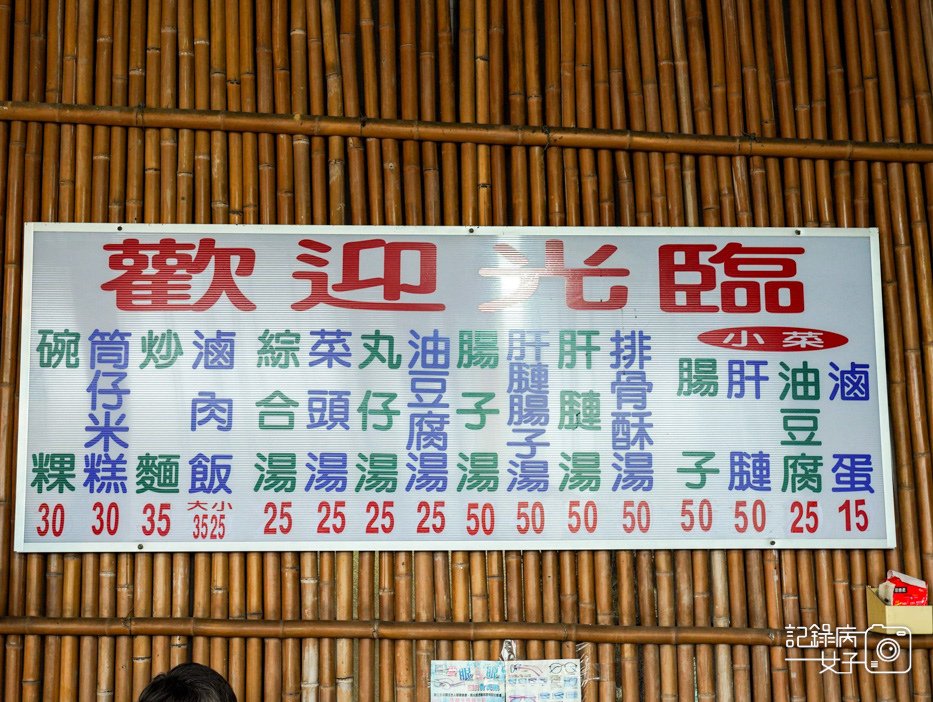 歡迎光臨
碗粿 30
筒仔米糕 30
炒麵 35
滷肉飯 大35 小25
綜合湯 25
菜頭湯 25
丸仔湯 25
油豆腐湯 25
腸子湯 50
肝腱腸子湯 50
肝腱湯 50
排骨酥湯 50
小菜
腸子 50
肝腱 50
油豆腐 25
滷蛋 15
記錄病
女子